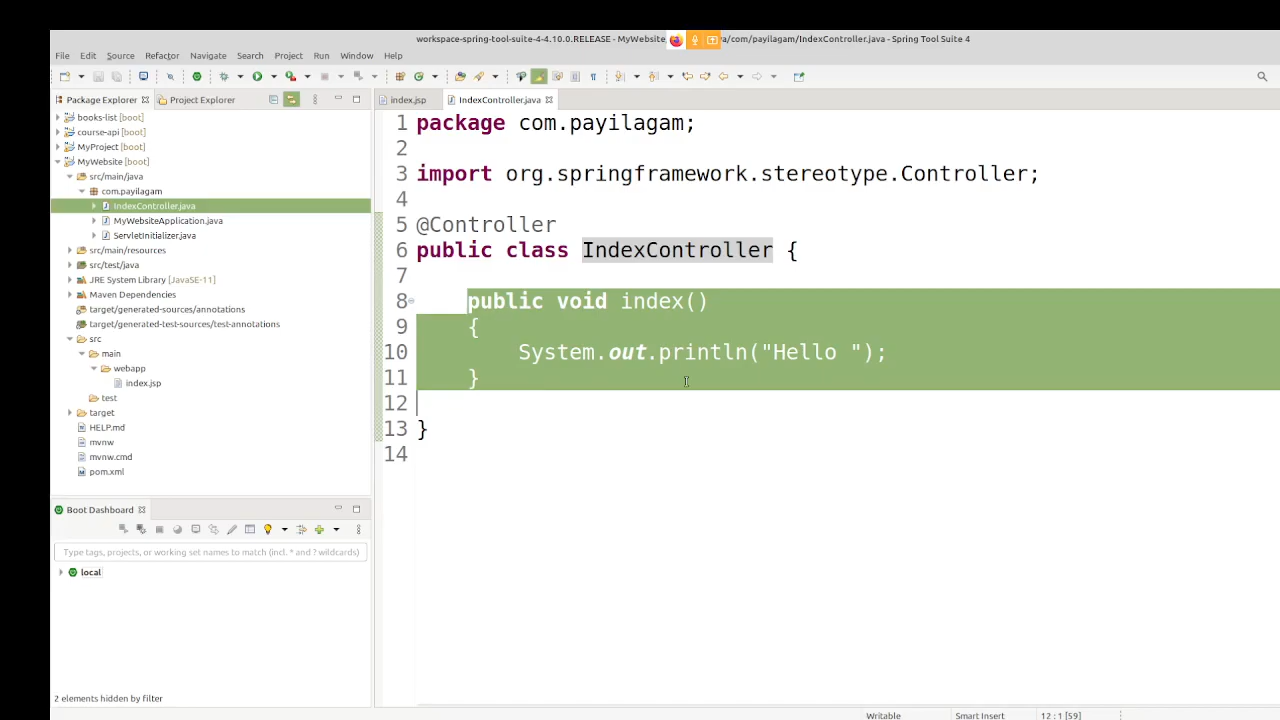 workspace-spring-tool-suite-4-4.10.0.RELEASE - MyWebsite a/com/payilagam/IndexController.java - Spring Tool Suite 4
File Edit Source Refactor Navigate Search Project Run Window Help
Package Explorer Project Explorer index.jsp IndexController.java
books-list [boot]
course-api [boot]
MyProject [boot]
MyWebsite [boot]
src/main/java
com.payilagam
IndexController.java
MyWebsiteApplication.java
ServletInitializer.java
src/main/resources
src/test/java
JRE System Library [JavaSE-11]
Maven Dependencies
target/generated-sources/annotations
target/generated-test-sources/test-annotations
src
main
webapp
index.jsp
test
target
HELP.md
mvnw
mvnw.cmd
pom.xml
1 package com.payilagam;
2
3 import org.springframework.stereotype.Controller;
4
5 @Controller
6 public class IndexController {
7
8 public void index()
9 {
10 System.out.println("Hello ");
11 }
12
13 }
14
Boot Dashboard
Type tags, projects, or working set names to match (incl. * and ? wildcards)
local
2 elements hidden by filter
Writable Smart Insert 12 : 1 [59]